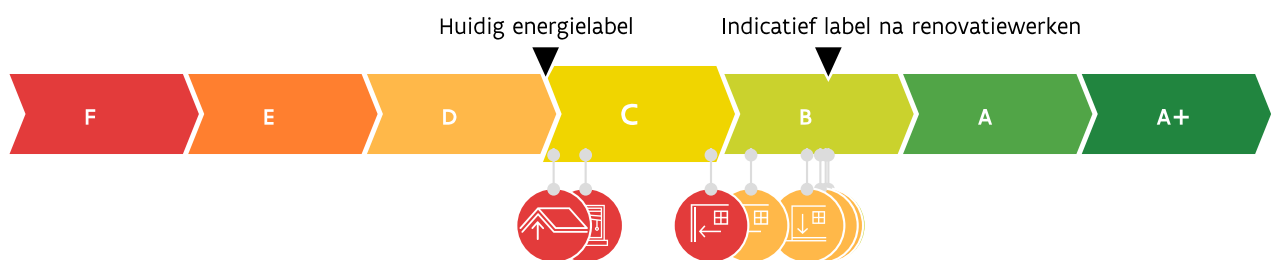 Huidig energielabel
Indicatief label na renovatiewerken
F
E
D
C
B
A
A+